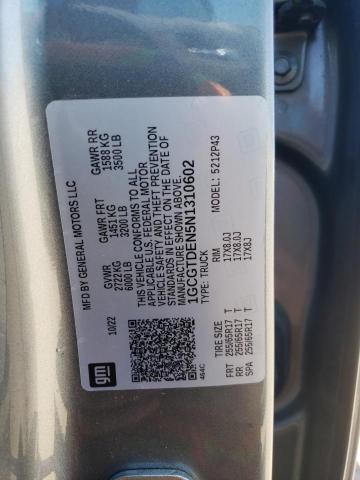 MFD BY GENERAL MOTORS LLC
10/22
GVWR
2722 KG
6000 LB
GAWR FRT
1451 KG
3200 LB
GAWR RR
1588 KG
3500 LB
THIS VEHICLE CONFORMS TO ALL
APPLICABLE U.S. FEDERAL MOTOR
VEHICLE SAFETY AND THEFT PREVENTION
STANDARDS IN EFFECT ON THE DATE OF
MANUFACTURE SHOWN ABOVE.
1GCGTDEN5N1310602
TYPE: TRUCK
5212P43
464C
TIRE SIZE RIM
FRT 255/65R17 T 17X8.0J
RR 255/65R17 T 17X8.0J
SPA 255/65R17 T 17X8J
gm